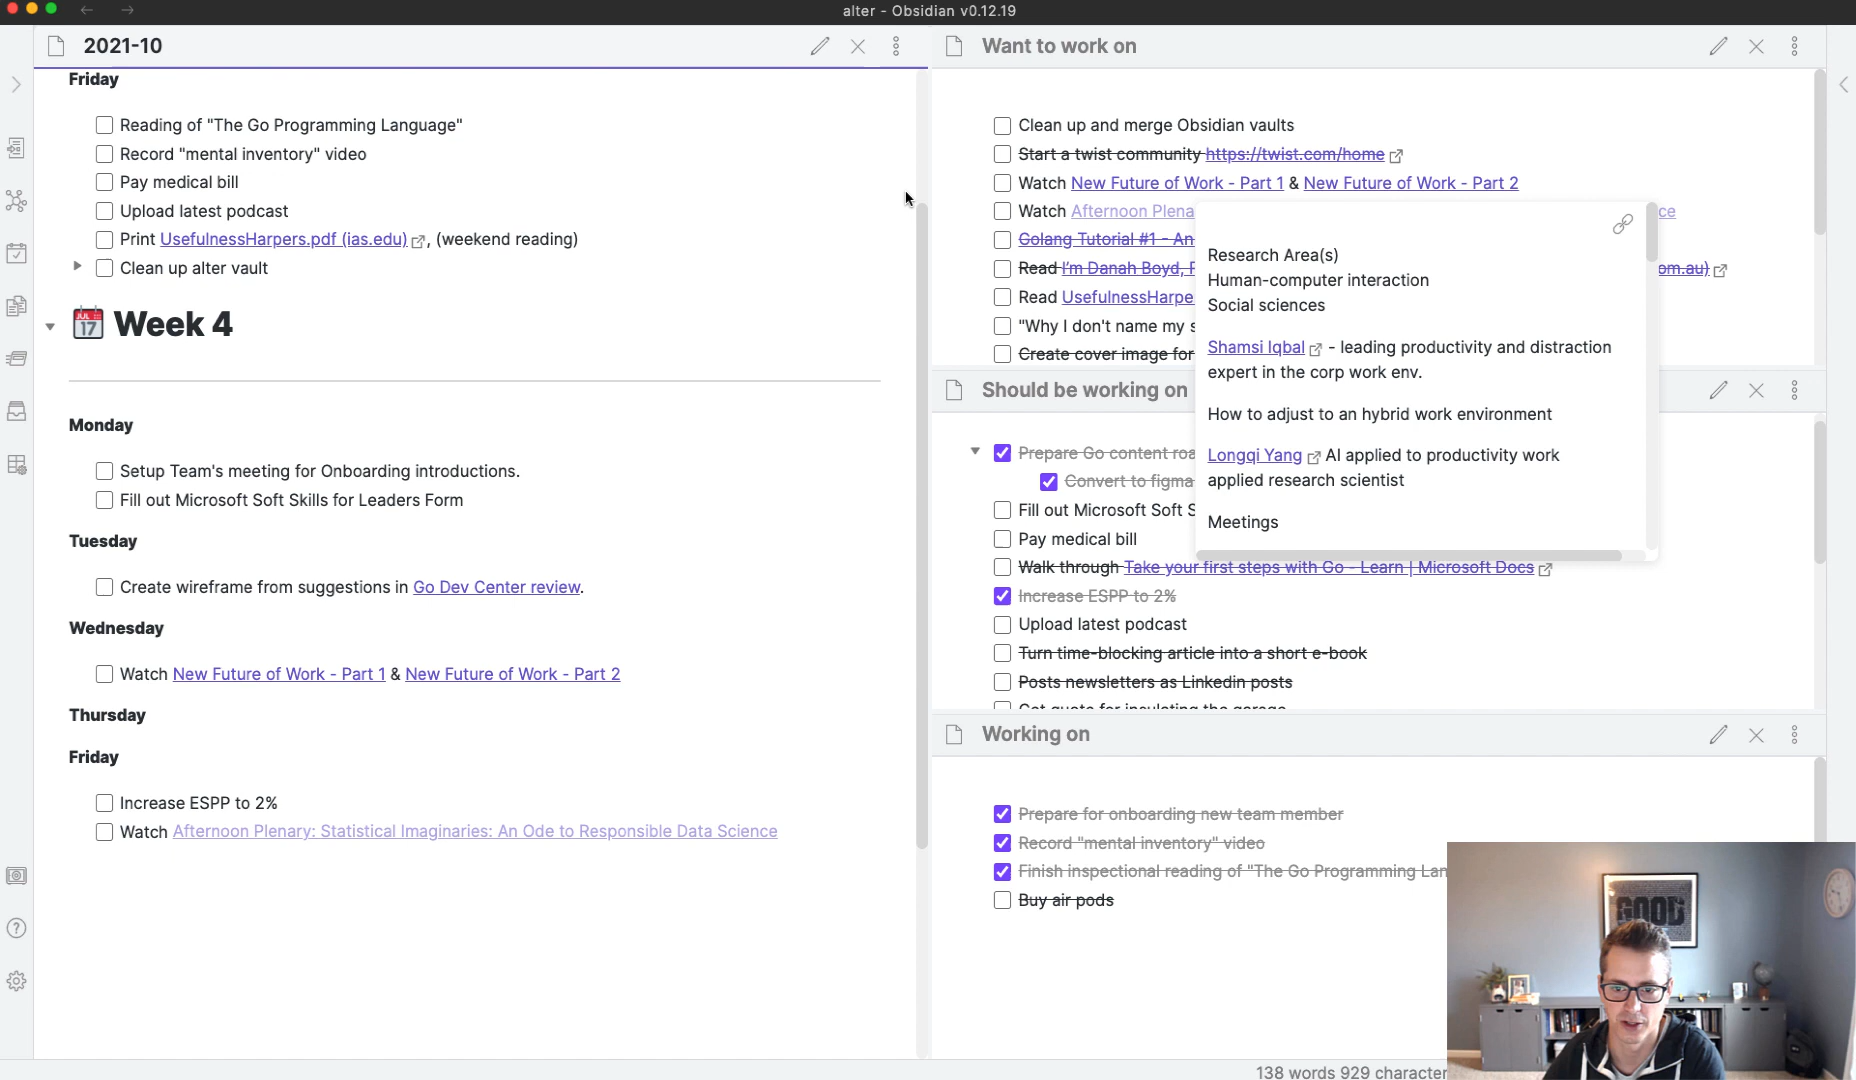 alter - Obsidian v0.12.19
2021-10
Friday
Reading of "The Go Programming Language"
Record "mental inventory" video
Pay medical bill
Upload latest podcast
Print UsefulnessHarpers.pdf (ias.edu), (weekend reading)
Clean up alter vault
JUL 17 Week 4
Monday
Setup Team's meeting for Onboarding introductions.
Fill out Microsoft Soft Skills for Leaders Form
Tuesday
Create wireframe from suggestions in Go Dev Center review.
Wednesday
Watch New Future of Work - Part 1 & New Future of Work - Part 2
Thursday
Friday
Increase ESPP to 2%
Watch Afternoon Plenary: Statistical Imaginaries: An Ode to Responsible Data Science
Want to work on
Clean up and merge Obsidian vaults
Start a twist community https://twist.com/home
Watch New Future of Work - Part 1 & New Future of Work - Part 2
Watch Afternoon Plena ce
Golang Tutorial #1 - An
Read I'm Danah Boyd, om.au)
Read UsefulnessHarpe
"Why I don't name my
Create cover image for
Research Area(s)
Human-computer interaction
Social sciences
Shamsi Iqbal - leading productivity and distraction
expert in the corp work env.
How to adjust to an hybrid work environment
Longqi Yang AI applied to productivity work
applied research scientist
Meetings
Should be working on
Prepare Go content roa
Convert to figma
Fill out Microsoft Soft S
Pay medical bill
Walk through Take your first steps with Go - Learn | Microsoft Docs
Increase ESPP to 2%
Upload latest podcast
Turn time-blocking article into a short e-book
Posts newsletters as Linkedin posts
Get quote for insulating the garage
Working on
Prepare for onboarding new team member
Record "mental inventory" video
Finish inspectional reading of "The Go Programming Lan
Buy air pods
GOOD
138 words 929 character